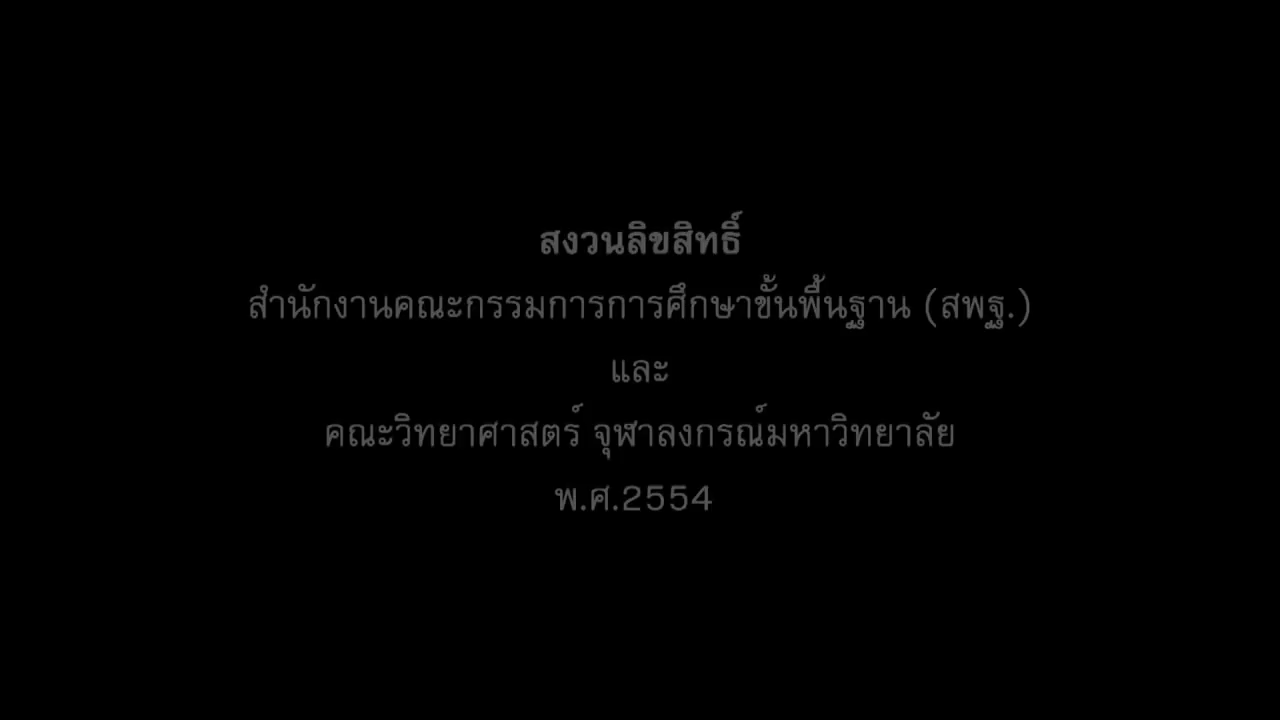 สงวนลิขสิทธิ์
สำนักงานคณะกรรมการการศึกษาขั้นพื้นฐาน (สพฐ.)
และ
คณะวิทยาศาสตร์ จุฬาลงกรณ์มหาวิทยาลัย
พ.ศ.2554